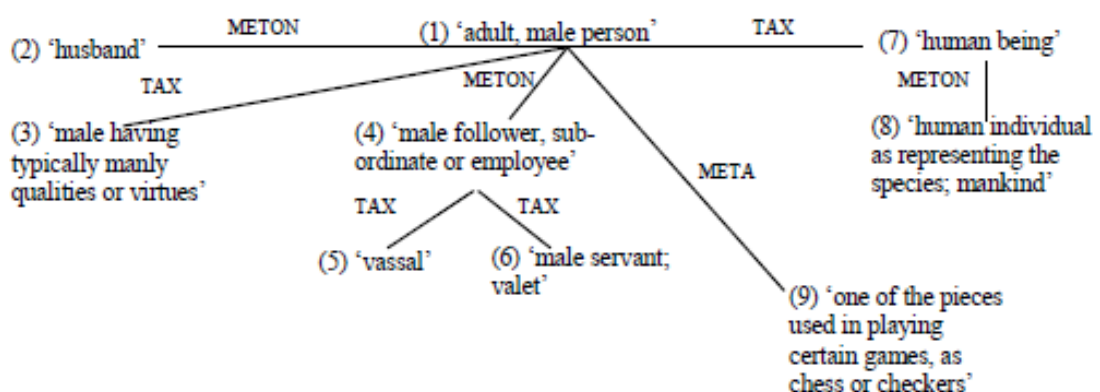 METON
(1) ‘adult, male person’
TAX
(2) ‘husband’
(7) ‘human being’
TAX
METON
METON
(3) ‘male having
typically manly
qualities or virtues’
(4) ‘male follower, sub-
ordinate or employee’
(8) ‘human individual
as representing the
species; mankind’
META
TAX
TAX
(5) ‘vassal’
(6) ‘male servant;
valet’
(9) ‘one of the pieces
used in playing
certain games, as
chess or checkers’